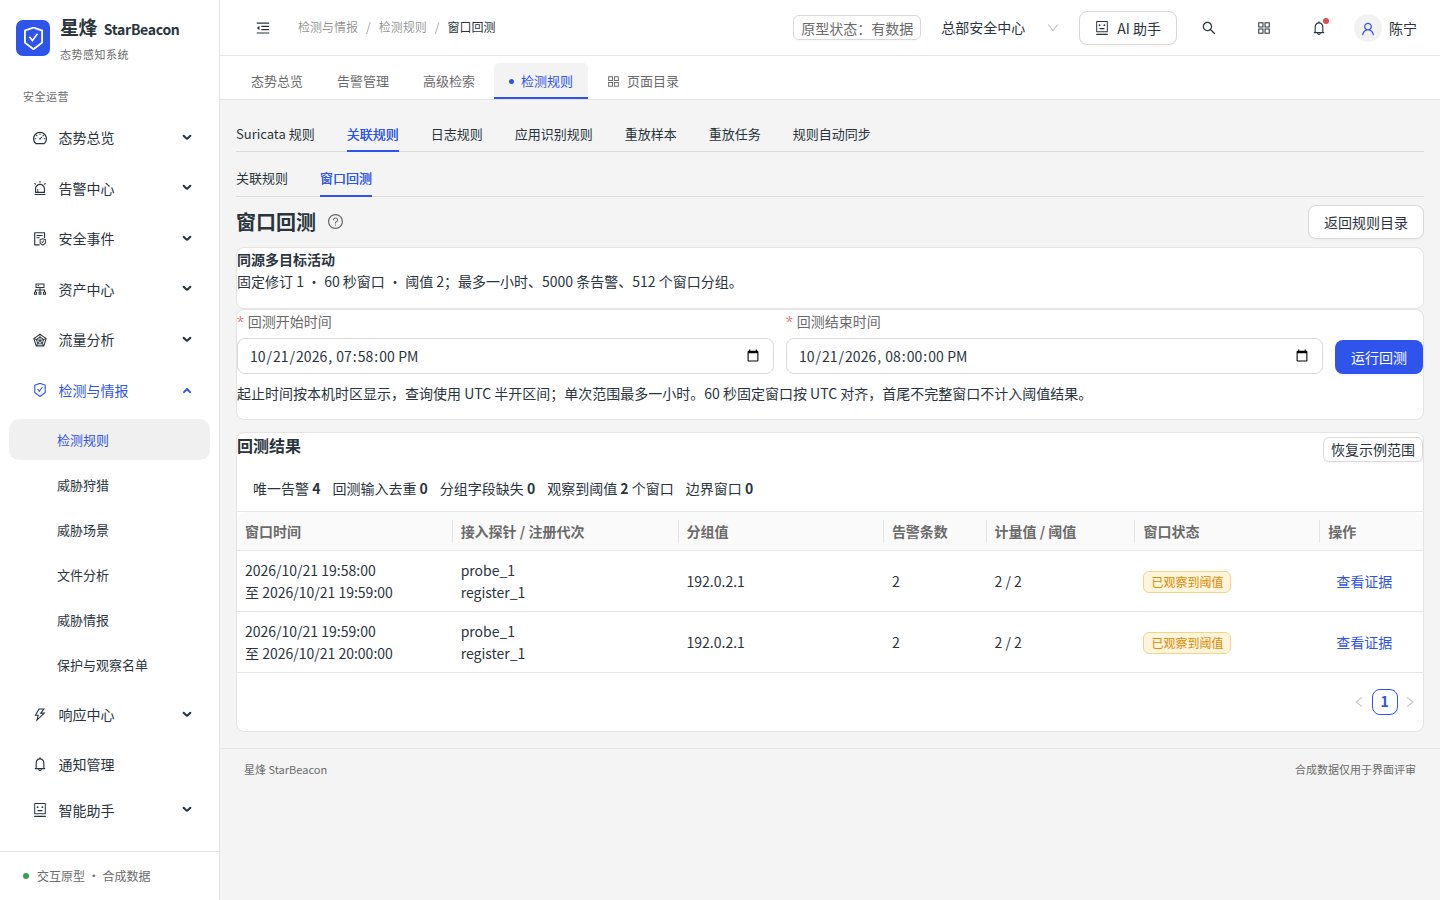 星烽 StarBeacon
态势感知系统
安全运营
态势总览
告警中心
安全事件
资产中心
流量分析
检测与情报
检测规则
威胁狩猎
威胁场景
文件分析
威胁情报
保护与观察名单
响应中心
通知管理
智能助手
交互原型 · 合成数据
检测与情报 / 检测规则 / 窗口回测
原型状态：有数据
总部安全中心
AI 助手
陈宁
态势总览 告警管理 高级检索 检测规则 页面目录
Suricata 规则 关联规则 日志规则 应用识别规则 重放样本 重放任务 规则自动同步
关联规则 窗口回测
窗口回测
返回规则目录
同源多目标活动
固定修订 1 · 60 秒窗口 · 阈值 2；最多一小时、5000 条告警、512 个窗口分组。
* 回测开始时间 * 回测结束时间
10/21/2026, 07:58:00 PM 10/21/2026, 08:00:00 PM 运行回测
起止时间按本机时区显示，查询使用 UTC 半开区间；单次范围最多一小时。60 秒固定窗口按 UTC 对齐，首尾不完整窗口不计入阈值结果。
回测结果
恢复示例范围
唯一告警 4 回测输入去重 0 分组字段缺失 0 观察到阈值 2 个窗口 边界窗口 0
窗口时间 接入探针 / 注册代次 分组值 告警条数 计量值 / 阈值 窗口状态 操作
2026/10/21 19:58:00 probe_1
至 2026/10/21 19:59:00 register_1
192.0.2.1 2 2 / 2 已观察到阈值 查看证据
2026/10/21 19:59:00 probe_1
至 2026/10/21 20:00:00 register_1
192.0.2.1 2 2 / 2 已观察到阈值 查看证据
1
星烽 StarBeacon
合成数据仅用于界面评审